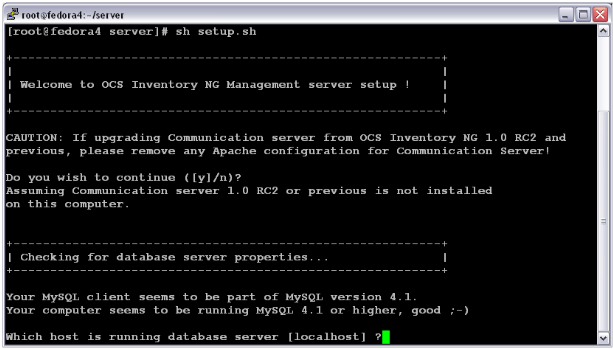 root@fedora4:~/server
[root@fedora4 server]# sh setup.sh
+----------------------------------------------------------+
|
| Welcome to OCS Inventory NG Management server setup ! |
|
+----------------------------------------------------------+
CAUTION: If upgrading Communication server from OCS Inventory NG 1.0 RC2 and
previous, please remove any Apache configuration for Communication Server!
Do you wish to continue ([y]/n)?
Assuming Communication server 1.0 RC2 or previous is not installed
on this computer.
+----------------------------------------------------------+
| Checking for database server properties... |
+----------------------------------------------------------+
Your MySQL client seems to be part of MySQL version 4.1.
Your computer seems to be running MySQL 4.1 or higher, good ;-)
Which host is running database server [localhost] ?